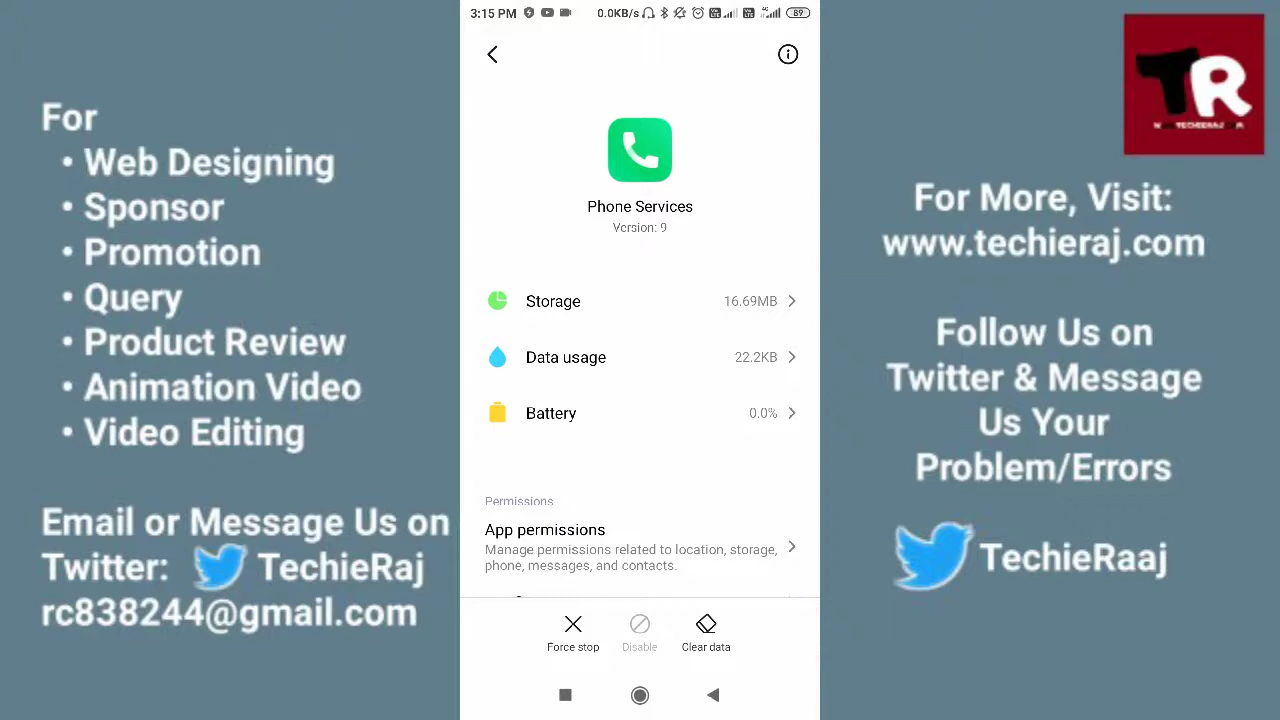 For
• Web Designing
• Sponsor
• Promotion
• Query
• Product Review
• Animation Video
• Video Editing
Email or Message Us on
Twitter: TechieRaj
rc838244@gmail.com
3:15 PM 0.0KB/s 4G 89
Phone Services
Version: 9
Storage 16.69MB
Data usage 22.2KB
Battery 0.0%
Permissions
App permissions
Manage permissions related to location, storage,
phone, messages, and contacts.
Force stop Disable Clear data
TR
For More, Visit:
www.techieraj.com
Follow Us on
Twitter & Message
Us Your
Problem/Errors
TechieRaaj